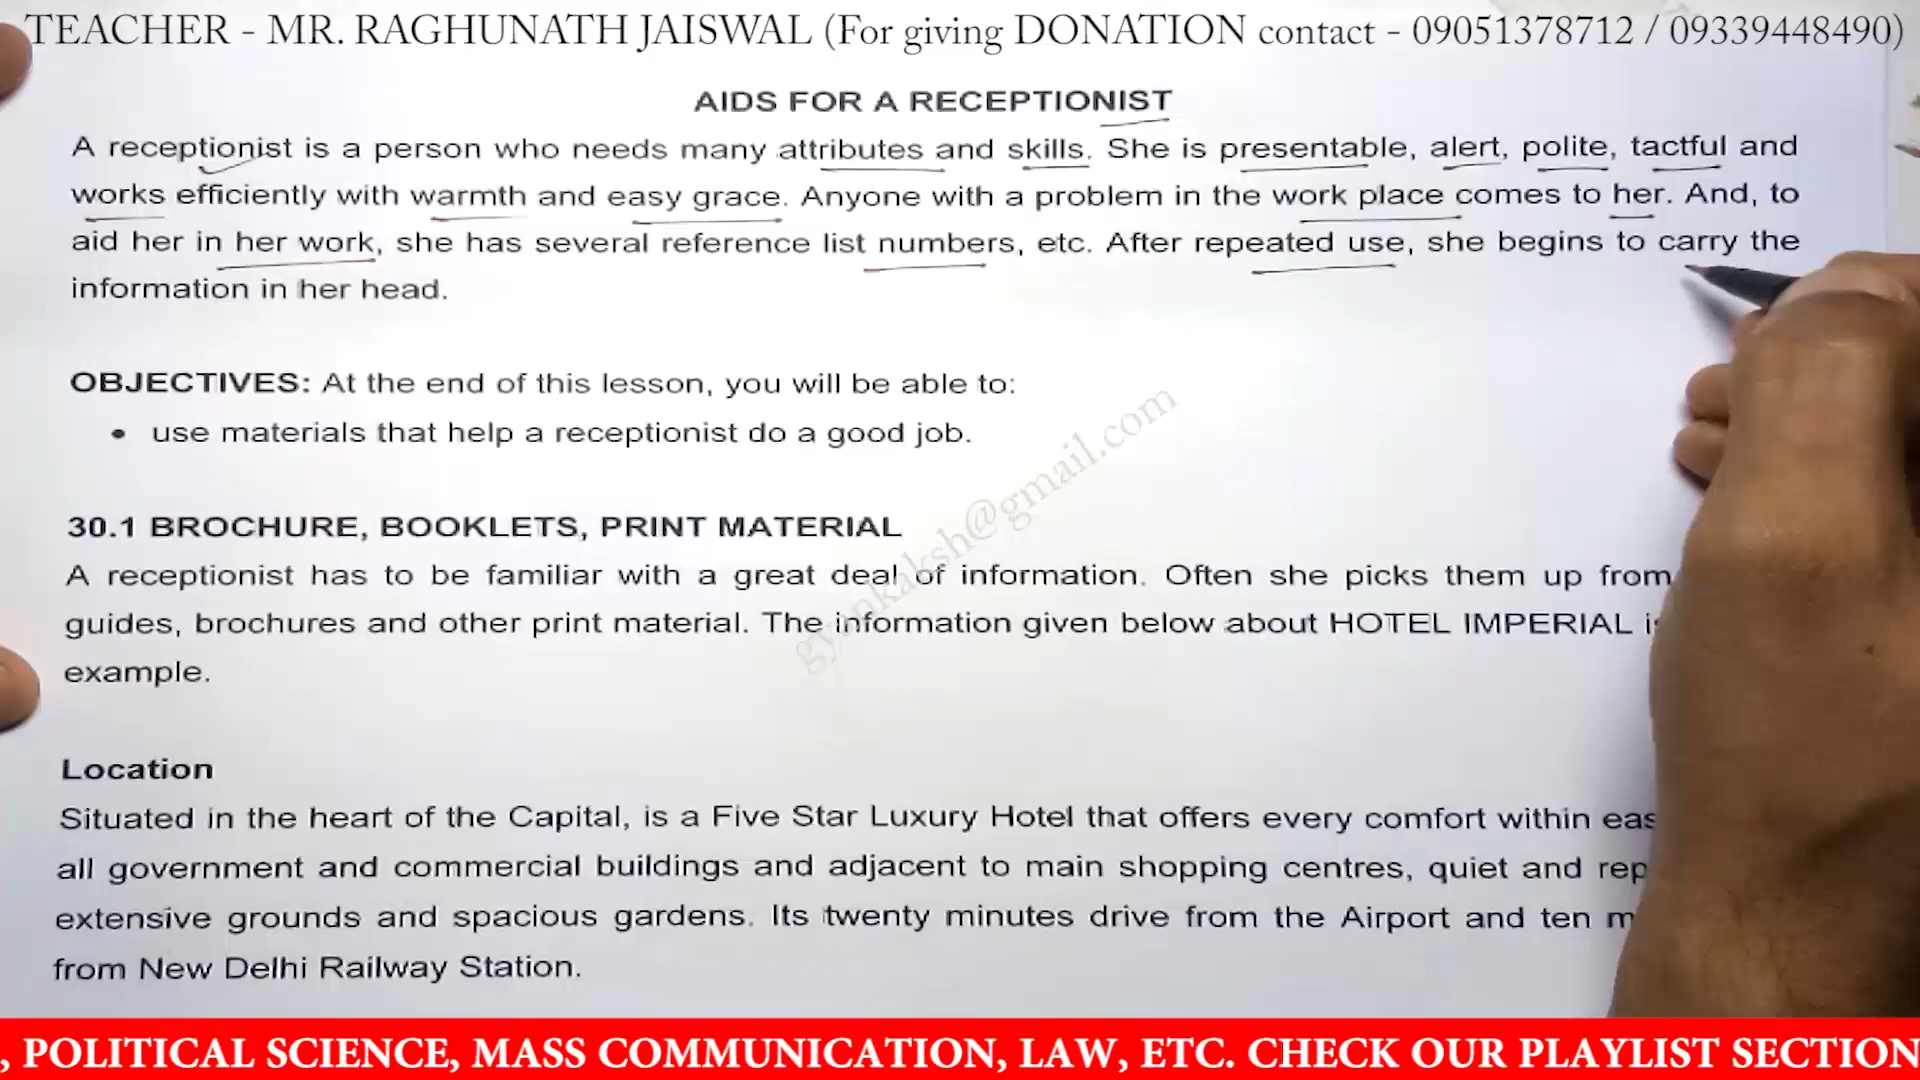 TEACHER - MR. RAGHUNATH JAISWAL (For giving DONATION contact - 09051378712 / 09339448490)
AIDS FOR A RECEPTIONIST
A receptionist is a person who needs many attributes and skills. She is presentable, alert, polite, tactful and
works efficiently with warmth and easy grace. Anyone with a problem in the work place comes to her. And, to
aid her in her work, she has several reference list numbers, etc. After repeated use, she begins to carry the
information in her head.
OBJECTIVES: At the end of this lesson, you will be able to:
• use materials that help a receptionist do a good job.
gyankaksh@gmail.com
30.1 BROCHURE, BOOKLETS, PRINT MATERIAL
A receptionist has to be familiar with a great deal of information. Often she picks them up from
guides, brochures and other print material. The information given below about HOTEL IMPERIAL
example.
Location
Situated in the heart of the Capital, is a Five Star Luxury Hotel that offers every comfort within
all government and commercial buildings and adjacent to main shopping centres, quiet and
extensive grounds and spacious gardens. Its twenty minutes drive from the Airport and ten
from New Delhi Railway Station.
, POLITICAL SCIENCE, MASS COMMUNICATION, LAW, ETC. CHECK OUR PLAYLIST SECTION